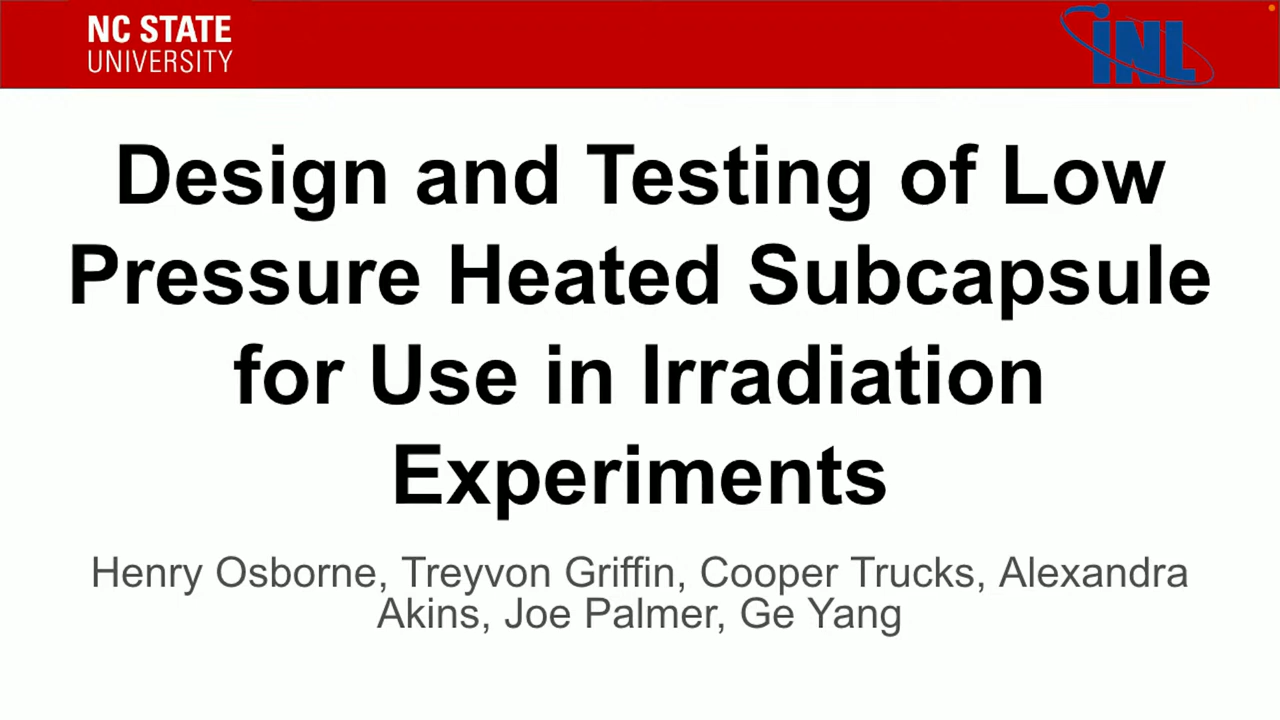 NC STATE
UNIVERSITY
INL
Design and Testing of Low
Pressure Heated Subcapsule
for Use in Irradiation
Experiments
Henry Osborne, Treyvon Griffin, Cooper Trucks, Alexandra
Akins, Joe Palmer, Ge Yang